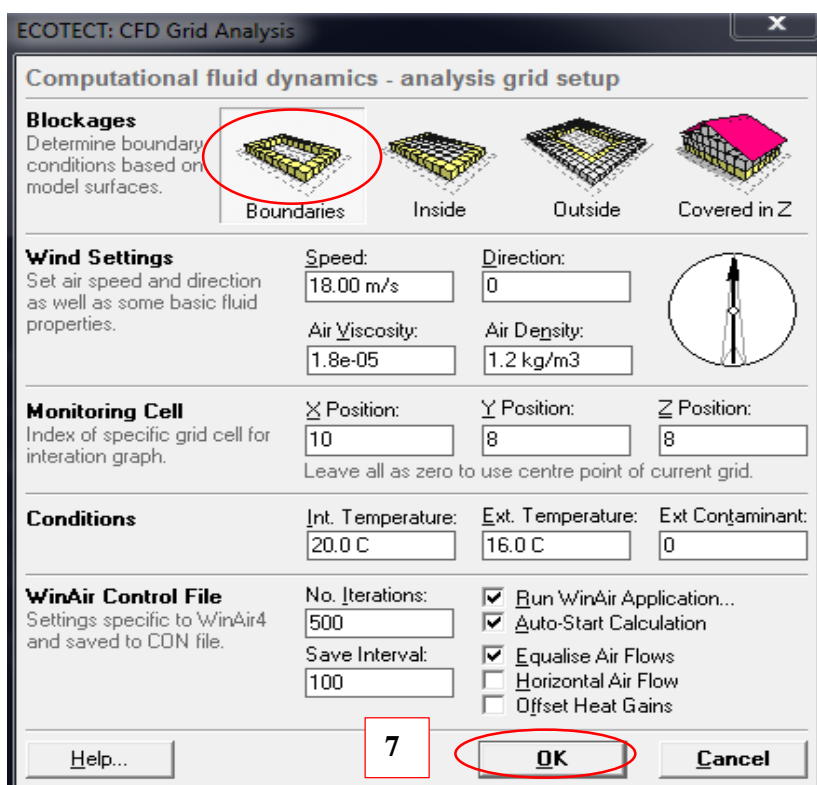 ECOTECT: CFD Grid Analysis
x
Computational fluid dynamics - analysis grid setup
Blockages
Determine boundary
conditions based on
model surfaces.
Boundaries
Inside
Outside
Covered in Z
Wind Settings
Set air speed and direction
as well as some basic fluid
properties.
Speed:
18.00 m/s
Direction:
0
Air Viscosity:
1.8e-05
Air Density:
1.2 kg/m3
Monitoring Cell
Index of specific grid cell for
interation graph.
X Position:
10
Y Position:
8
Z Position:
8
Leave all as zero to use centre point of current grid.
Conditions
Int. Temperature:
20.0 C
Ext. Temperature:
16.0 C
Ext Contaminant:
0
WinAir Control File
Settings specific to WinAir4
and saved to CON file.
No. Iterations:
500
Save Interval:
100
Run WinAir Application...
Auto-Start Calculation
Equalise Air Flows
Horizontal Air Flow
Offset Heat Gains
Help...
7
OK
Cancel